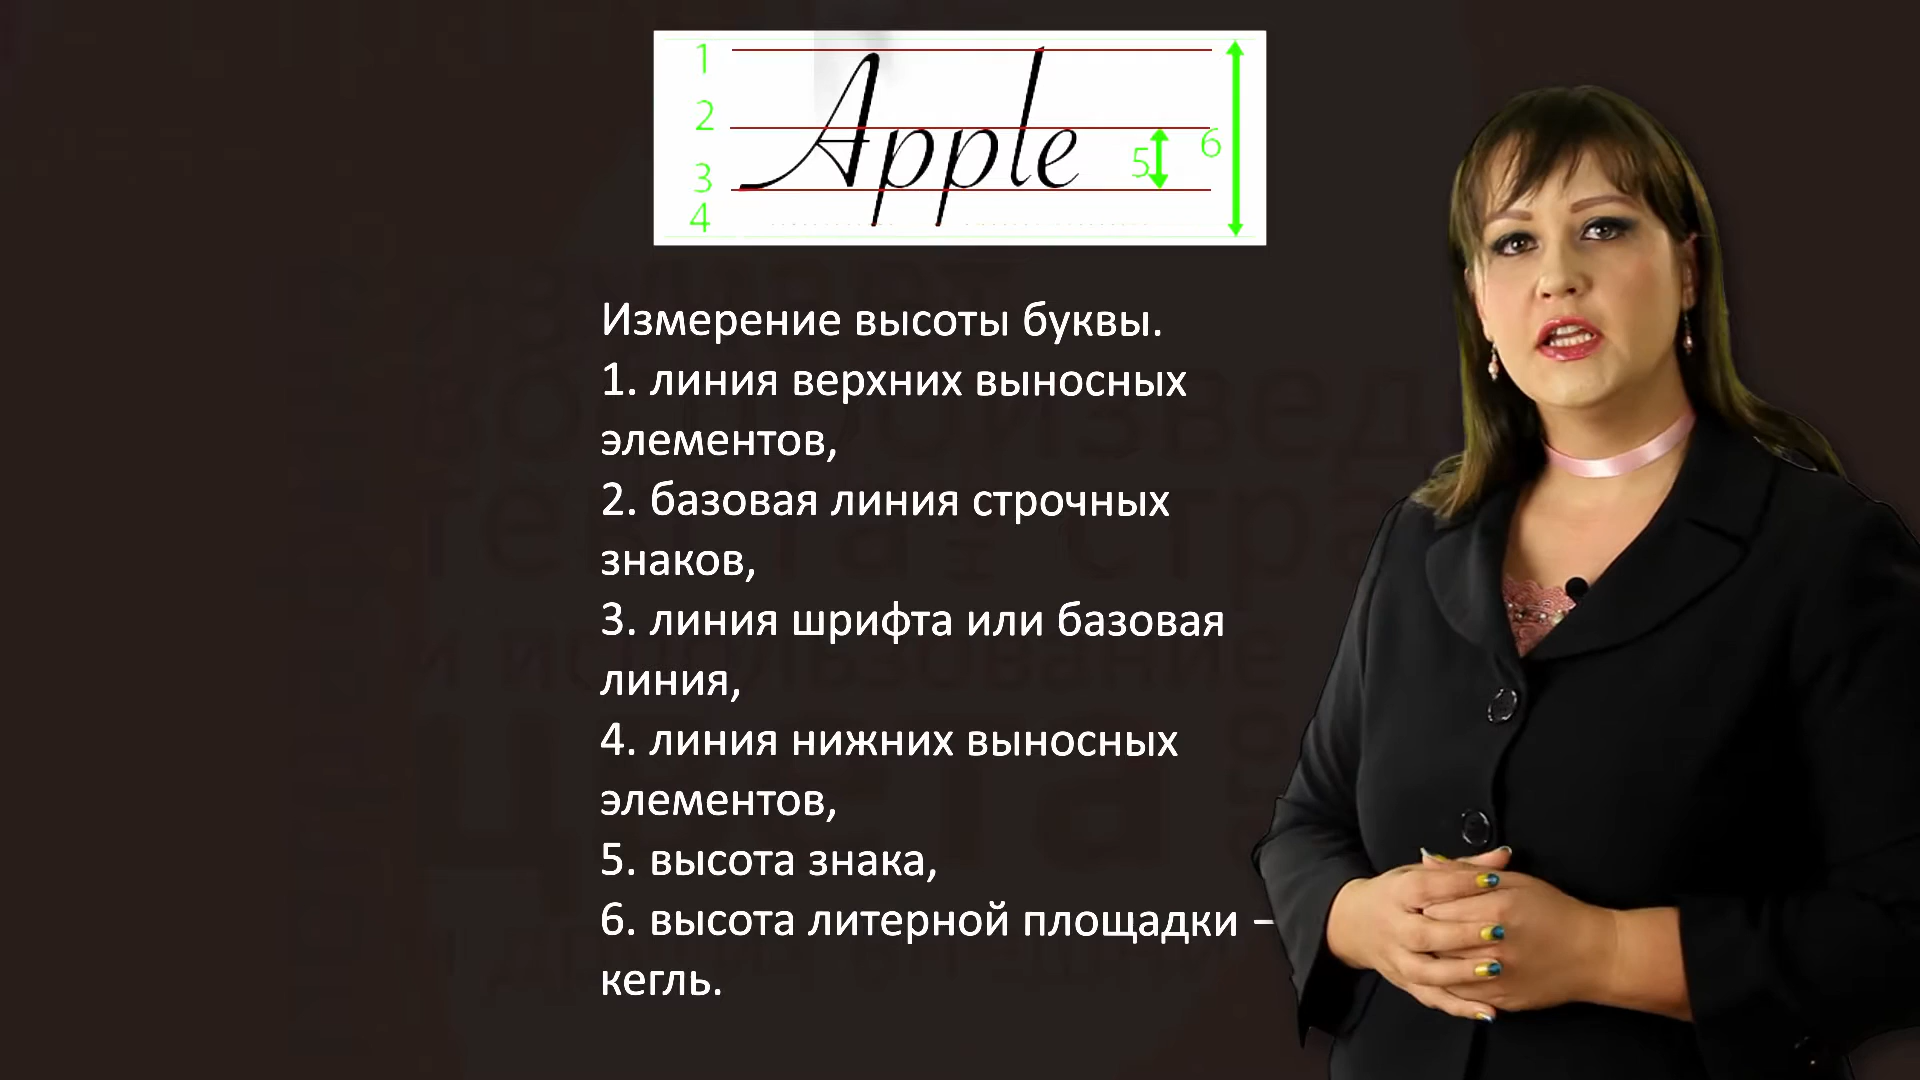 1
2
3
4
Apple
5
6
Измерение высоты буквы.
1. линия верхних выносных
элементов,
2. базовая линия строчных
знаков,
3. линия шрифта или базовая
линия,
4. линия нижних выносных
элементов,
5. высота знака,
6. высота литерной площадки –
кегль.